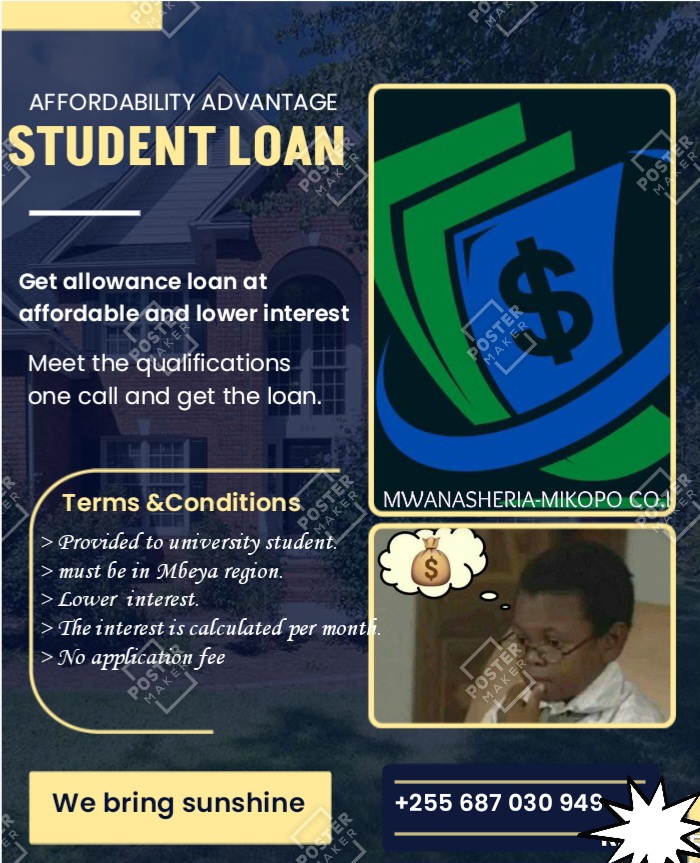 AFFORDABILITY ADVANTAGE
STUDENT LOAN
Get allowance loan at
affordable and lower interest
Meet the qualifications
one call and get the loan.
Terms &Conditions
> Provided to university student.
> must be in Mbeya region.
> Lower interest.
> The interest is calculated per month.
> No application fee
We bring sunshine
$
MWANASHERIA-MIKOPO CO.
$
+255 687 030 949
POSTER MAKER